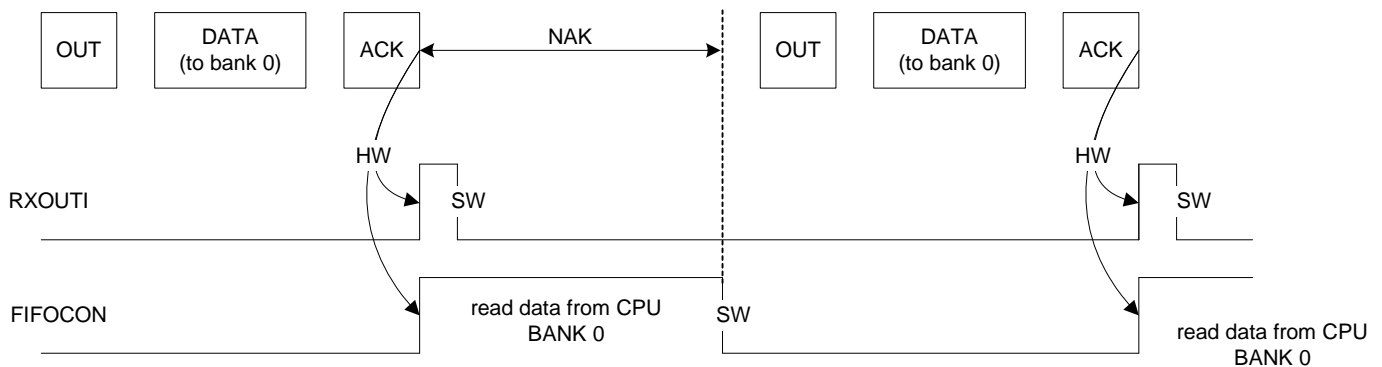 OUT
DATA
(to bank 0)
ACK
NAK
OUT
DATA
(to bank 0)
ACK
HW
HW
RXOUTI
SW
SW
FIFOCON
read data from CPU
BANK 0
SW
read data from CPU
BANK 0